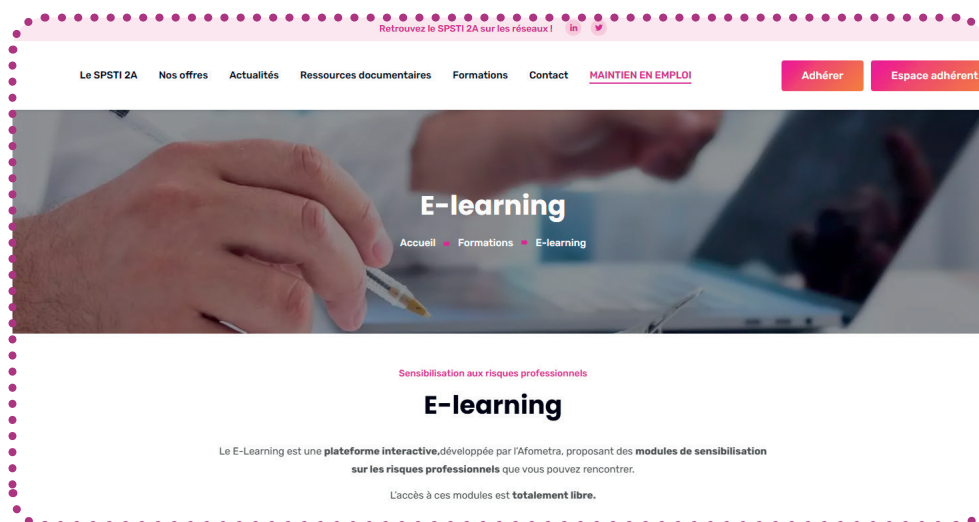 Retrouvez le SPSTI 2A sur les réseaux ! in
Le SPSTI 2A Nos offres Actualités Ressources documentaires Formations Contact MAINTIEN EN EMPLOI Adhérer Espace adhérent
E-learning
Accueil Formations E-learning
Sensibilisation aux risques professionnels
E-learning
Le E-Learning est une plateforme interactive,développée par l'Afometra, proposant des modules de sensibilisation
sur les risques professionnels que vous pouvez rencontrer.
L'accès à ces modules est totalement libre.